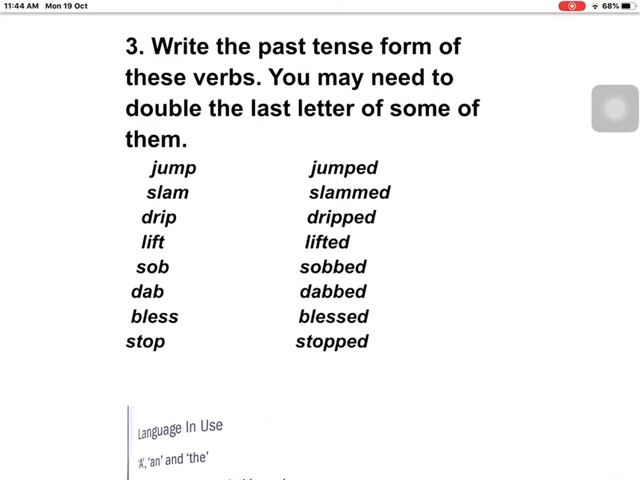 11:44 AM Mon 19 Oct 68%
3. Write the past tense form of
these verbs. You may need to
double the last letter of some of
them.
jump jumped
slam slammed
drip dripped
lift lifted
sob sobbed
dab dabbed
bless blessed
stop stopped
Language In Use
'A', 'an' and 'the'